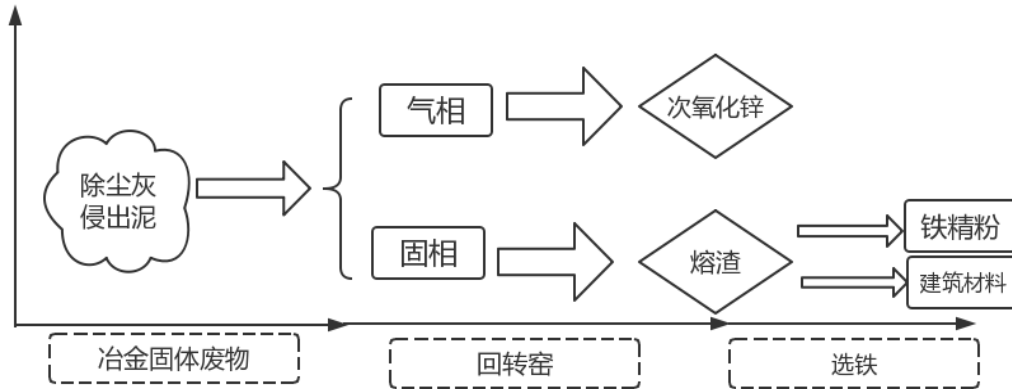 气相
次氧化锌
除尘灰
侵出泥
固相
熔渣
铁精粉
建筑材料
冶金固体废物
回转窑
选铁